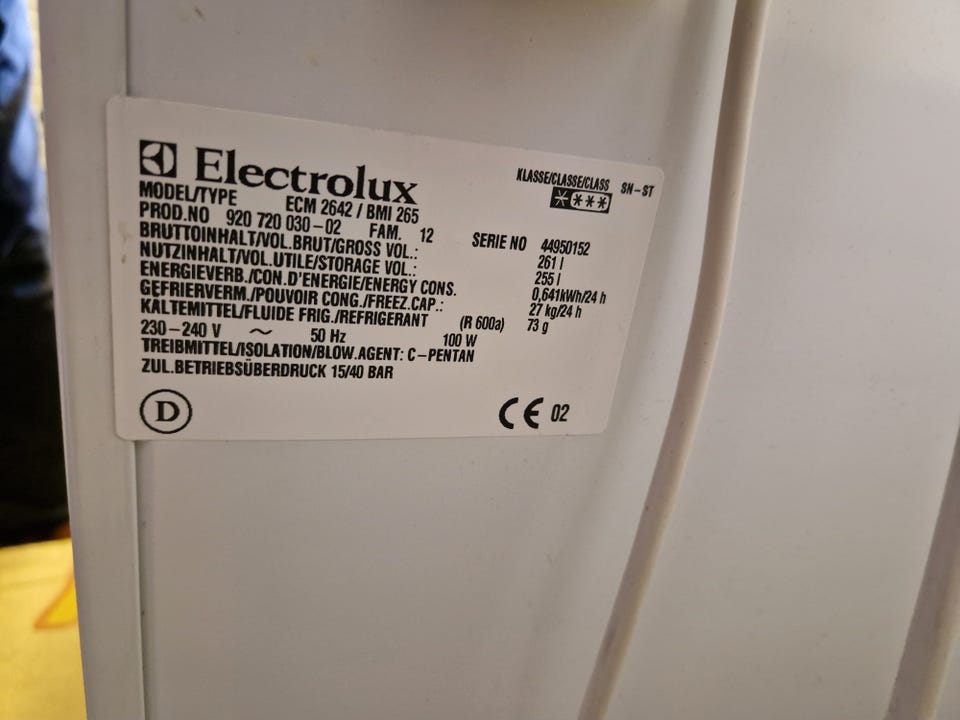 Electrolux
KLASSE/CLASSE/CLASS SN-ST
****
MODEL/TYPE ECM 2642 / BMI 265
PROD.NO 920 720 030-02 FAM. 12 SERIE NO 44950152
BRUTTOINHALT/VOL.BRUT/GROSS VOL.: 261 l
NUTZINHALT/VOL.UTILE/STORAGE VOL.: 255 l
ENERGIEVERB./CON.D'ENERGIE/ENERGY CONS. 0,641kWh/24 h
GEFRIERVERM./POUVOIR CONG./FREEZ.CAP.: 27 kg/24 h
KALTEMITTEL/FLUIDE FRIG./REFRIGERANT (R 600a) 73 g
230-240 V ~ 50 Hz 100 W
TREIBMITTEL/ISOLATION/BLOW.AGENT: C-PENTAN
ZUL.BETRIEBSÜBERDRUCK 15/40 BAR
D CE 02